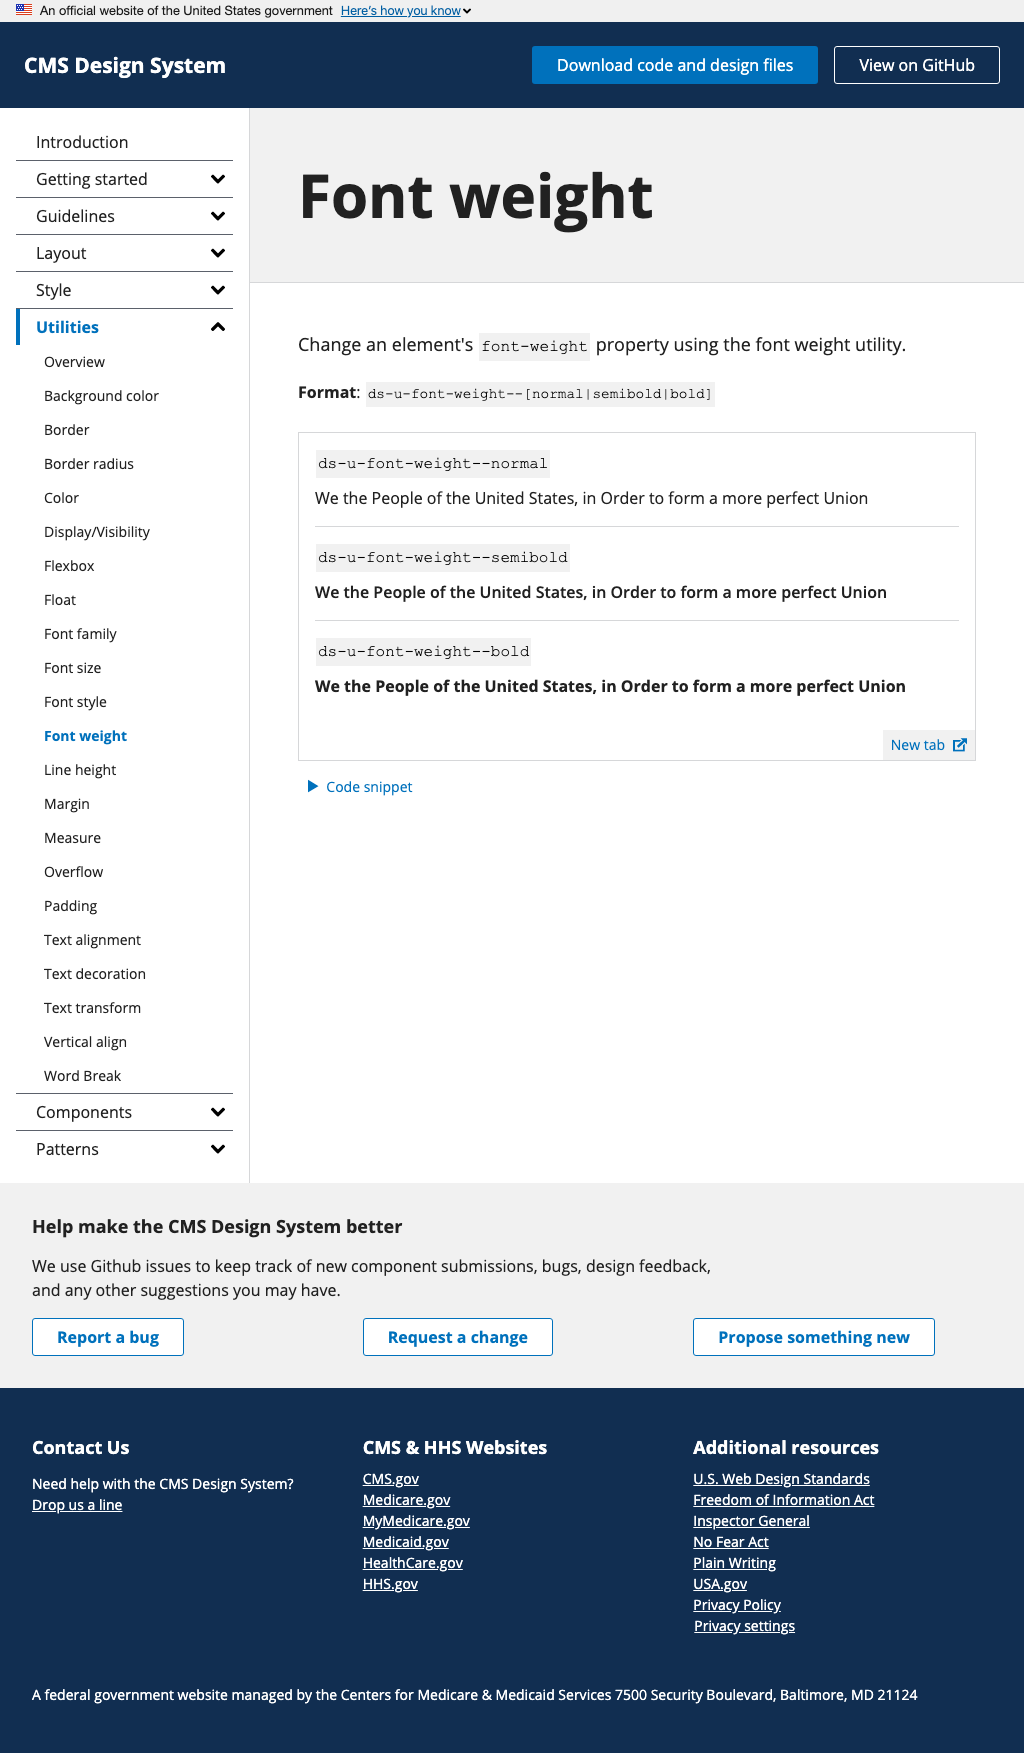 An official website of the United States government Here's how you know
CMS Design System
Download code and design files
View on GitHub
Introduction
Getting started
Guidelines
Layout
Style
Utilities
Overview
Background color
Border
Border radius
Color
Display/Visibility
Flexbox
Float
Font family
Font size
Font style
Font weight
Line height
Margin
Measure
Overflow
Padding
Text alignment
Text decoration
Text transform
Vertical align
Word Break
Components
Patterns
Font weight
Change an element's font-weight property using the font weight utility.
Format: ds-u-font-weight--[normal|semibold|bold]
ds-u-font-weight--normal
We the People of the United States, in Order to form a more perfect Union
ds-u-font-weight--semibold
We the People of the United States, in Order to form a more perfect Union
ds-u-font-weight--bold
We the People of the United States, in Order to form a more perfect Union
New tab
Code snippet
Help make the CMS Design System better
We use Github issues to keep track of new component submissions, bugs, design feedback,
and any other suggestions you may have.
Report a bug
Request a change
Propose something new
Contact Us
Need help with the CMS Design System?
Drop us a line
CMS & HHS Websites
CMS.gov
Medicare.gov
MyMedicare.gov
Medicaid.gov
HealthCare.gov
HHS.gov
Additional resources
U.S. Web Design Standards
Freedom of Information Act
Inspector General
No Fear Act
Plain Writing
USA.gov
Privacy Policy
Privacy settings
A federal government website managed by the Centers for Medicare & Medicaid Services 7500 Security Boulevard, Baltimore, MD 21124